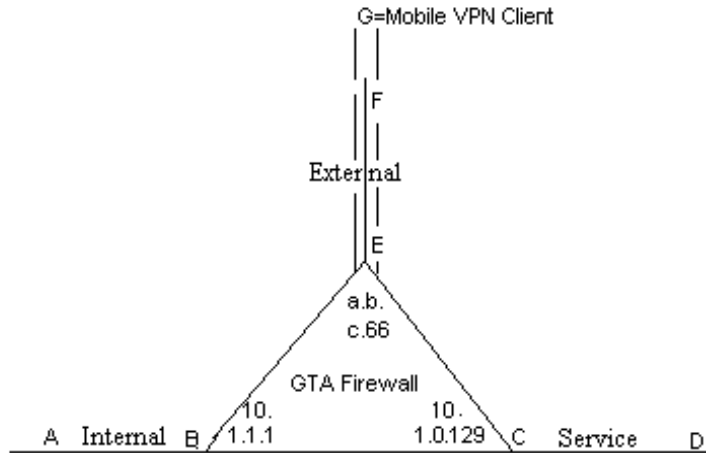 G=Mobile VPN Client
F
External
E
a.b.
c.66
GTA Firewall
10. 10.
A Internal B 1.1.1 1.0.129 C Service D